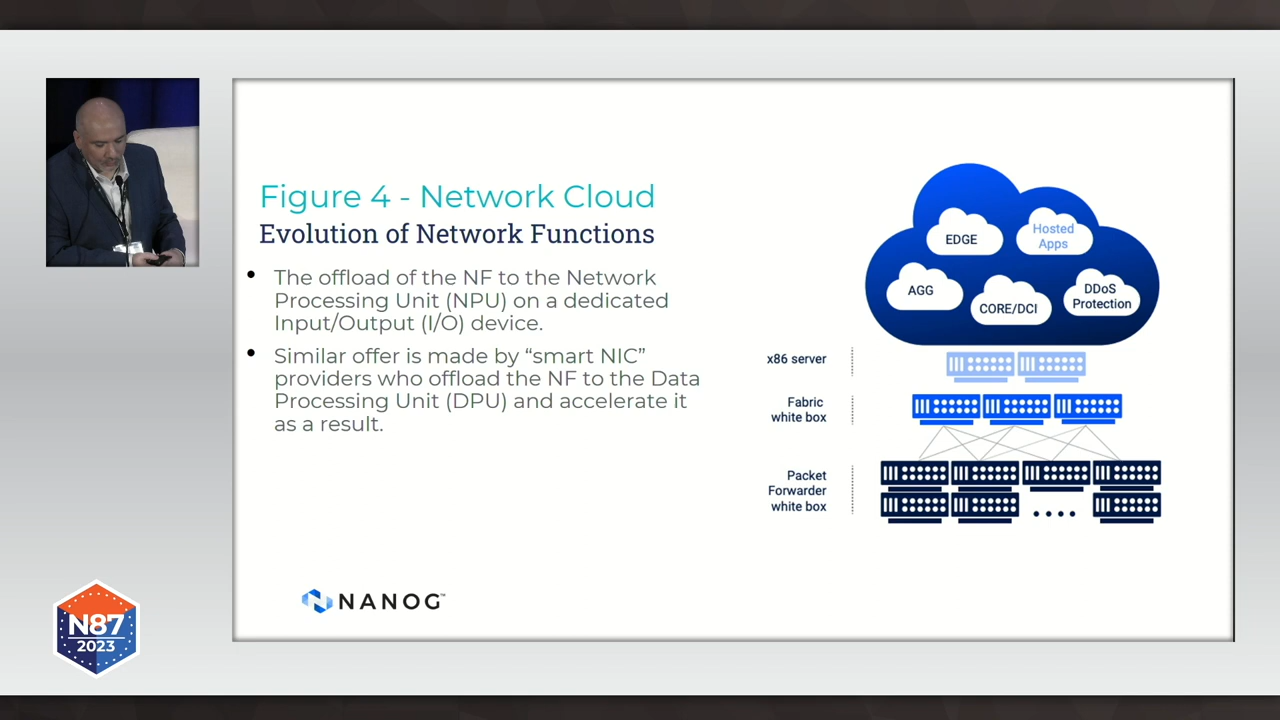 Figure 4 - Network Cloud
Evolution of Network Functions
• The offload of the NF to the Network
Processing Unit (NPU) on a dedicated
Input/Output (I/O) device.
• Similar offer is made by “smart NIC”
providers who offload the NF to the Data
Processing Unit (DPU) and accelerate it
as a result.
EDGE
Hosted
Apps
AGG
CORE/DCI
DDoS
Protection
x86 server
Fabric
white box
Packet
Forwarder
white box
NANOG™
N87
2023